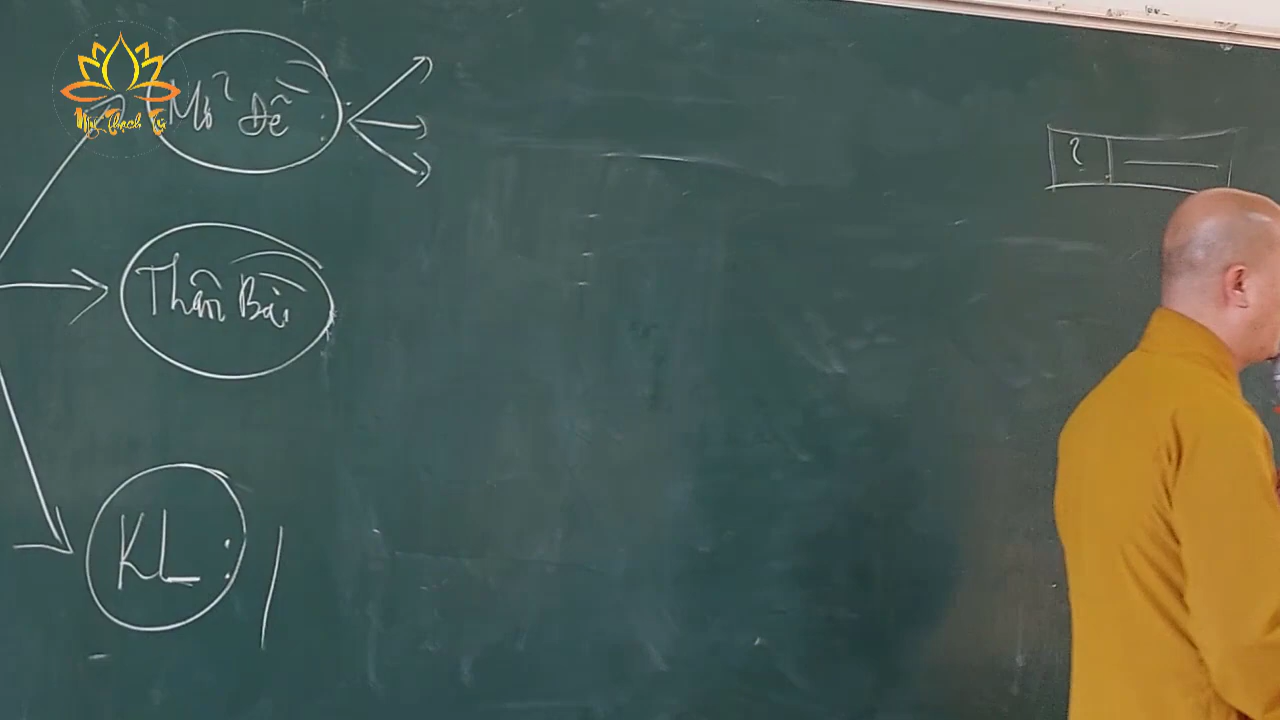 Mở Đề
?
Thân Bài
KL :